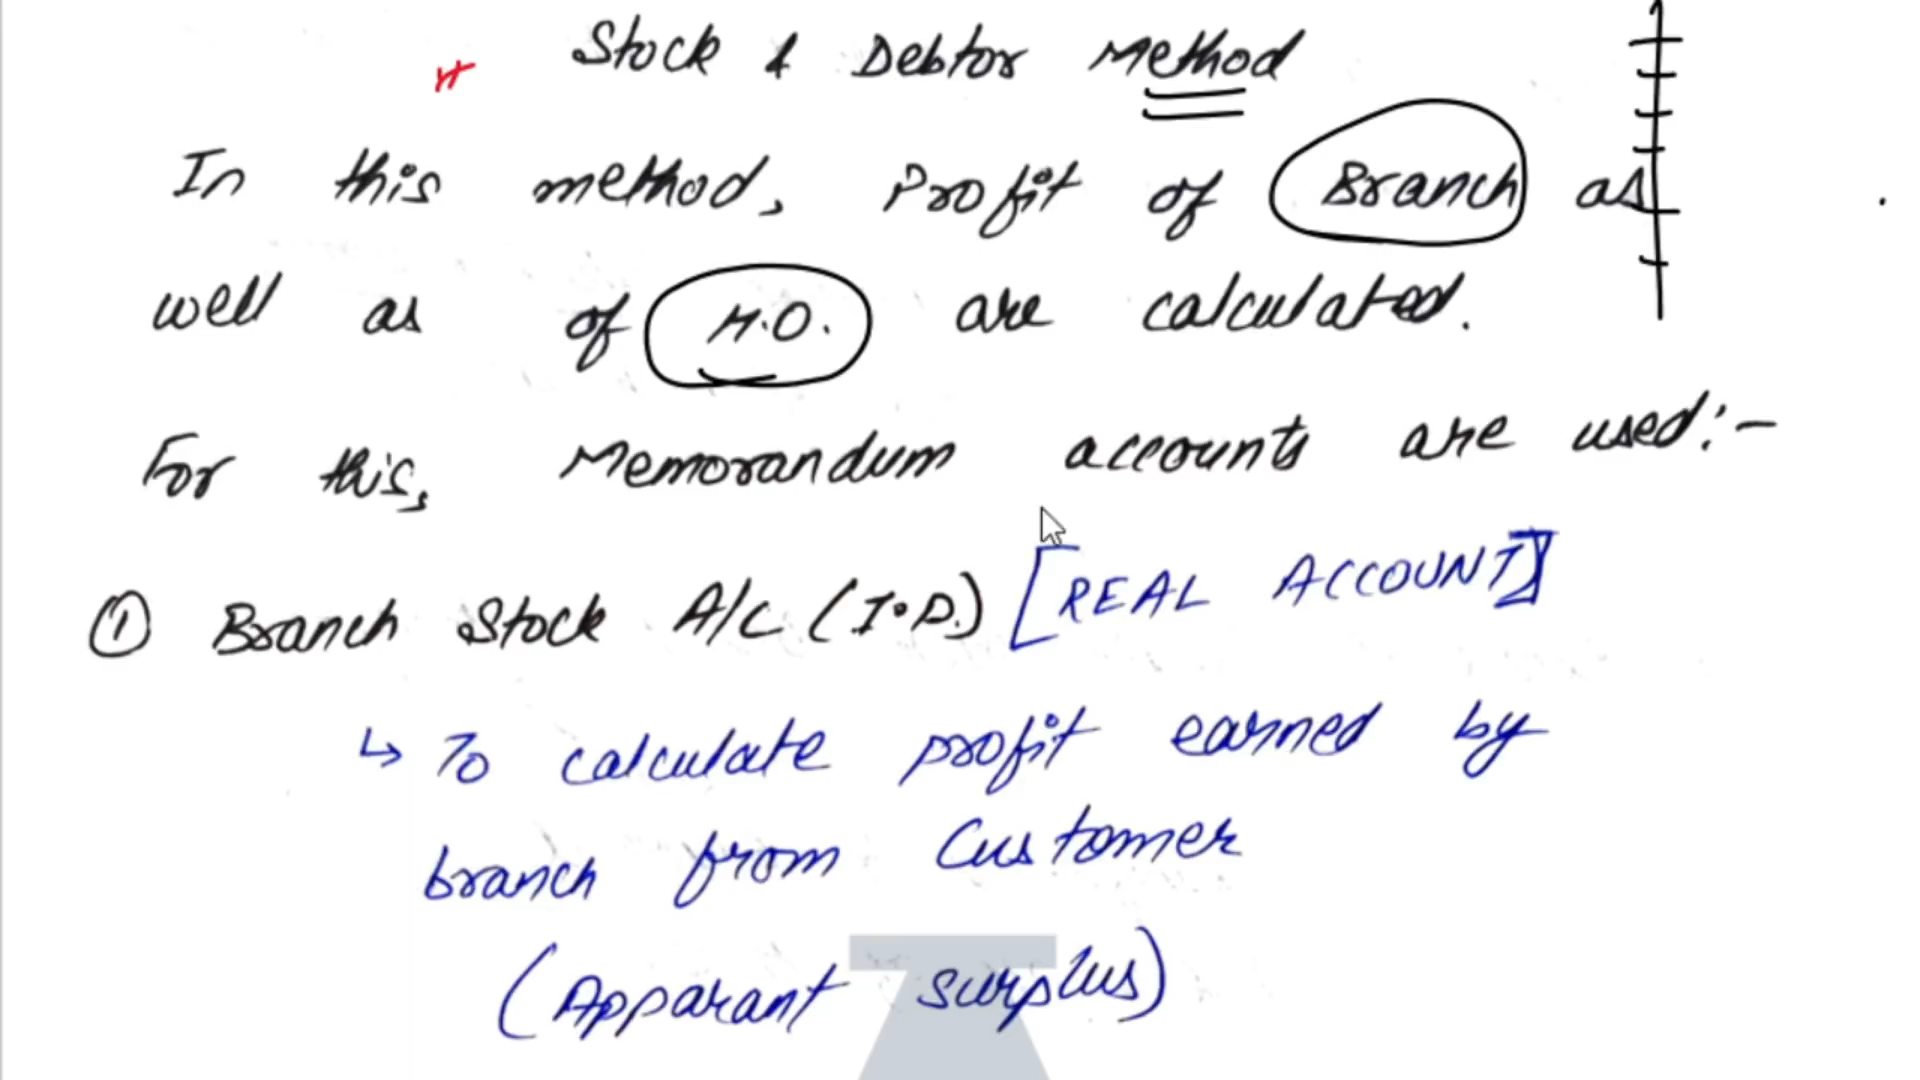 Stock & Debtor Method
In this method, Profit of Branch as
well as of H.O. are calculated.
For this, Memorandum accounts are used:-
① Branch Stock A/C (I.P.) [REAL ACCOUNT]
↳ To calculate profit earned by
branch from Customer
(Apparant surplus)